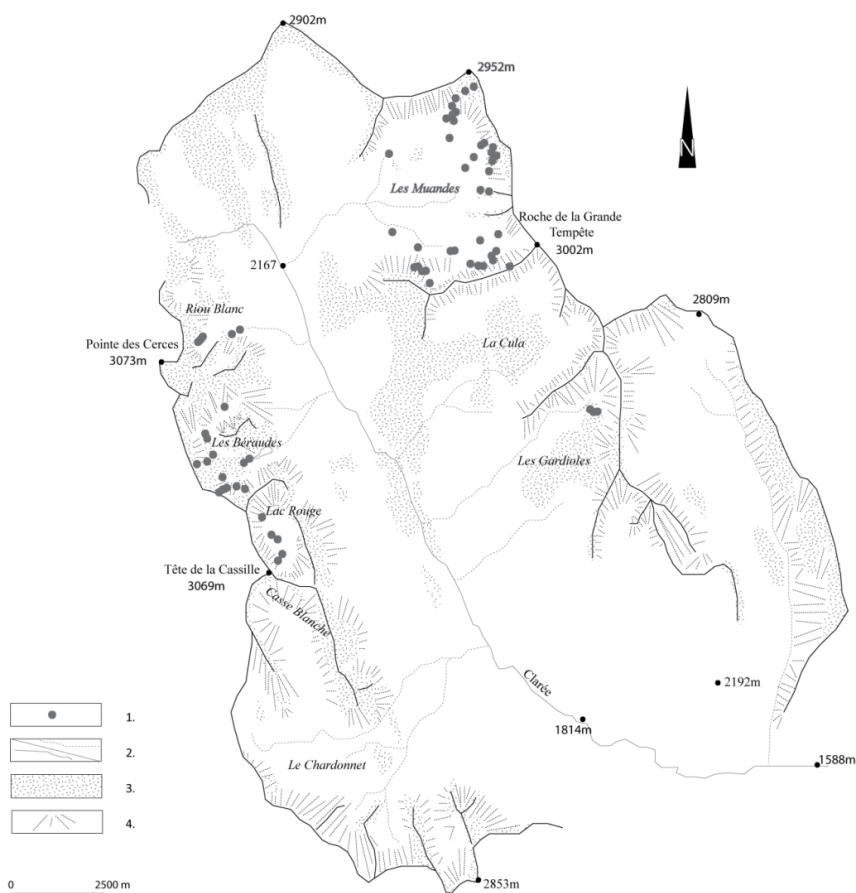 2902m
2952m
N
Les Muandes
Roche de la Grande
Tempête
3002m
2167
Riou Blanc
2809m
Pointe des Cerces
3073m
La Cula
Les Béraudes
Les Gardioles
Lac Rouge
Tête de la Cassille
3069m
Casse Blanche
Clarée
2192m
1814m
1588m
Le Chardonnet
2853m
1.
2.
3.
4.
0 2500 m